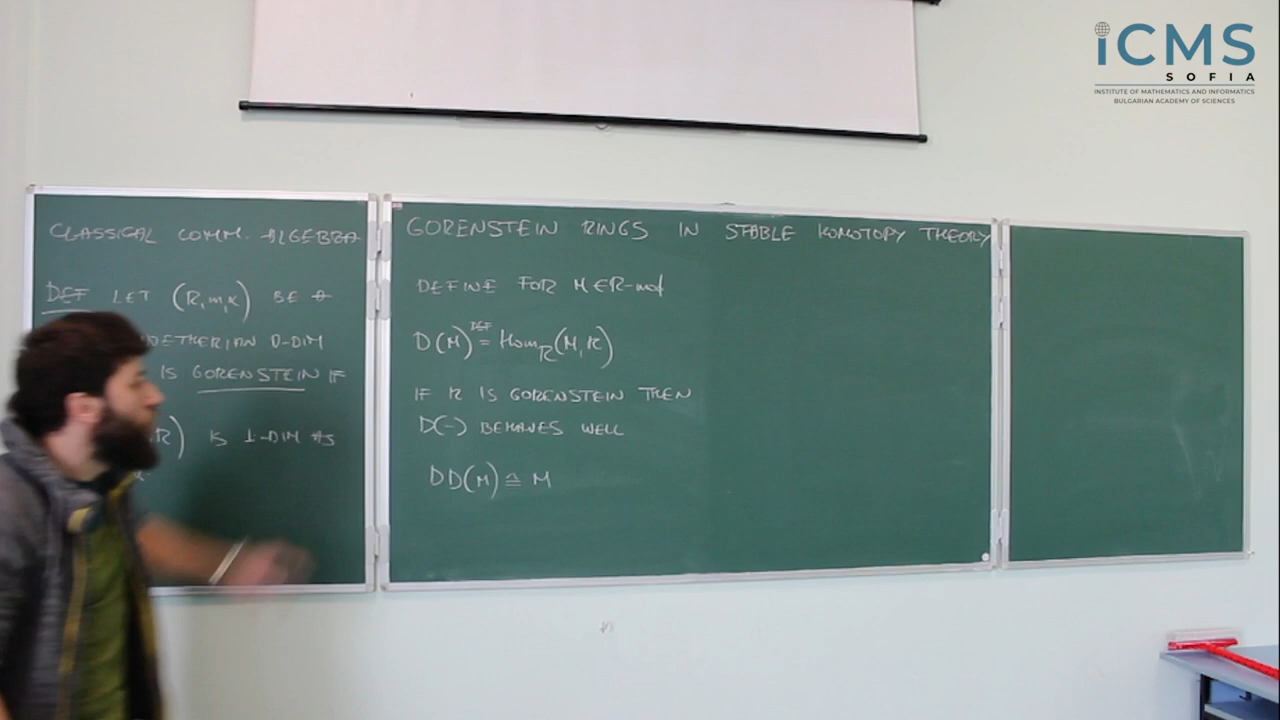 iCMS
SOFIA
INSTITUTE OF MATHEMATICS AND INFORMATICS
BULGARIAN ACADEMY OF SCIENCES
CLASSICAL COMM. ALGEBRA
DEF LET (R,m,k) BE A
NOETHERIAN 0-DIM
IS GORENSTEIN IF
R) IS 1-DIM AS
GORENSTEIN RINGS IN STABLE HOMOTOPY THEORY
DEFINE FOR M∈R-mod
D(M) DEF= Hom_R(M,R)
IF R IS GORENSTEIN THEN
D(-) BEHAVES WELL
DD(M) ≅ M